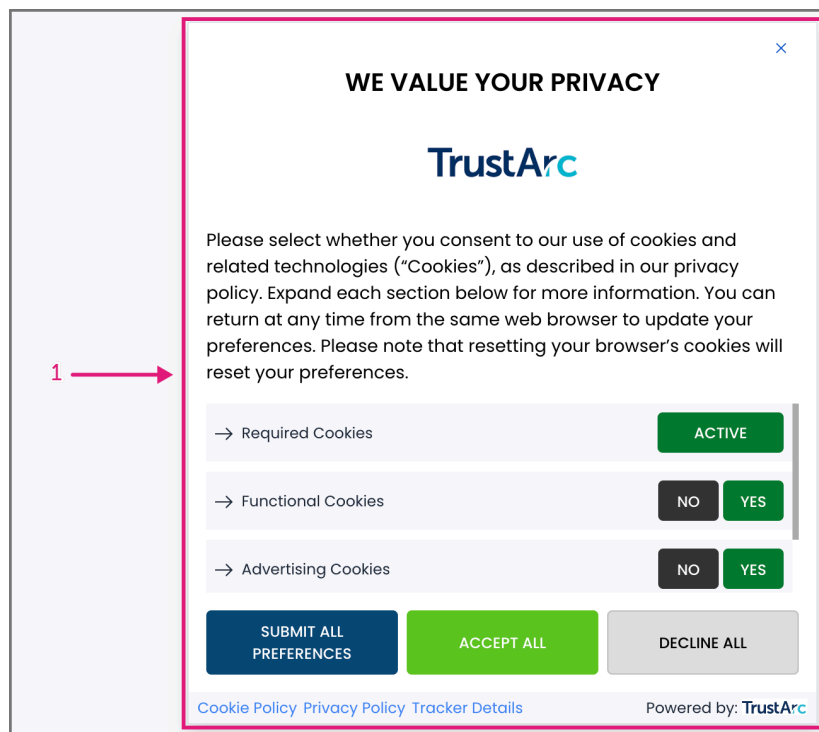 ×
WE VALUE YOUR PRIVACY
TrustArc
Please select whether you consent to our use of cookies and
related technologies (“Cookies”), as described in our privacy
policy. Expand each section below for more information. You can
return at any time from the same web browser to update your
preferences. Please note that resetting your browser’s cookies will
reset your preferences.
1
→ Required Cookies ACTIVE
→ Functional Cookies NO YES
→ Advertising Cookies NO YES
SUBMIT ALL
PREFERENCES
ACCEPT ALL
DECLINE ALL
Cookie Policy Privacy Policy Tracker Details Powered by: TrustArc